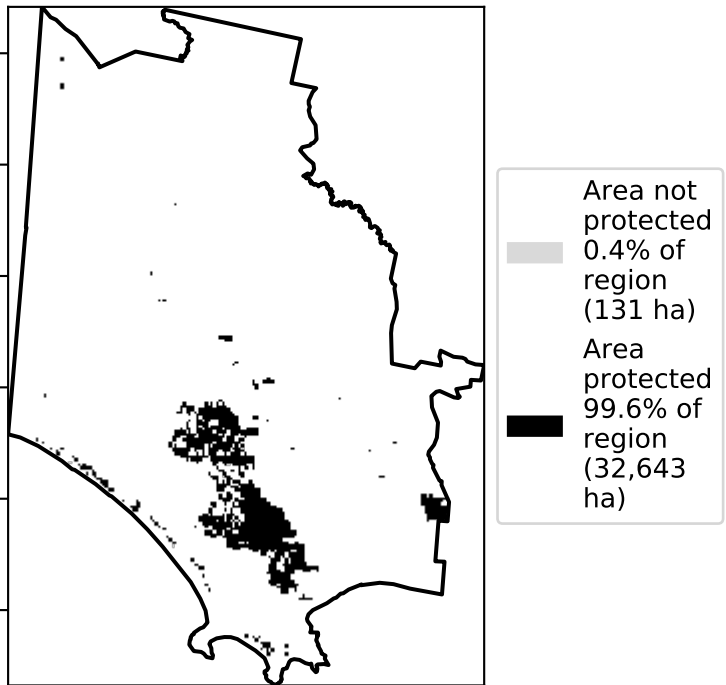 Area not
protected
0.4% of
region
(131 ha)
Area
protected
99.6% of
region
(32,643
ha)